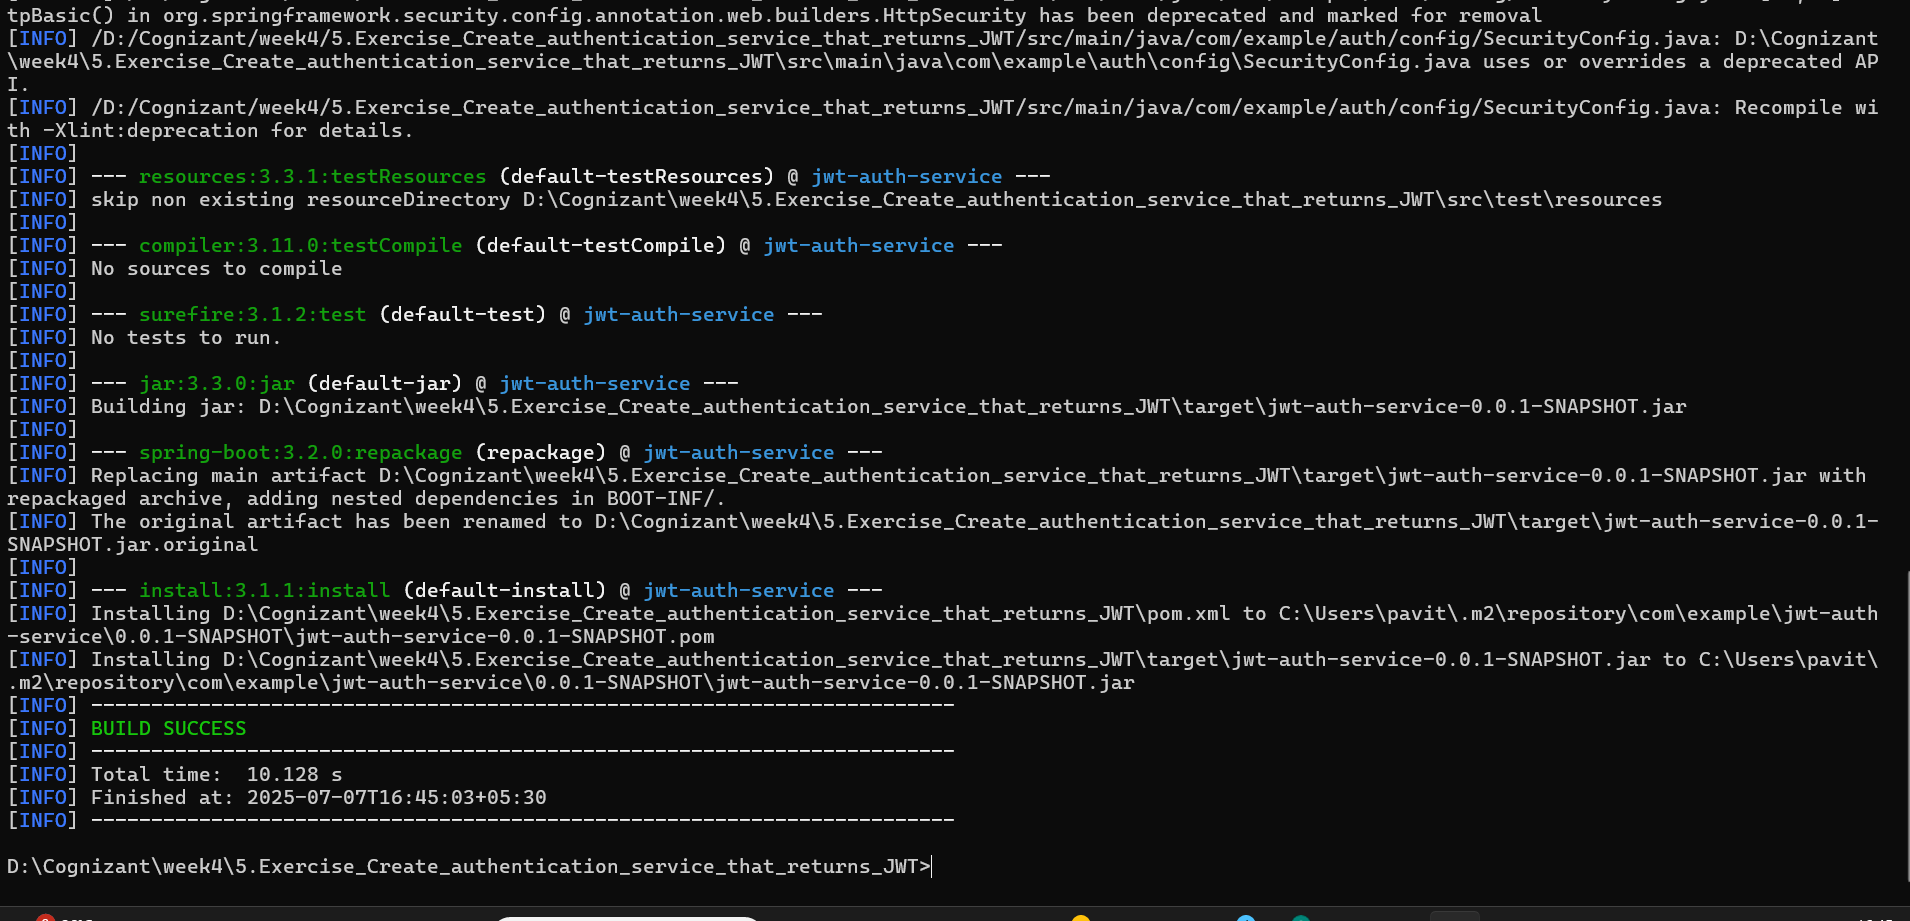 tpBasic() in org.springframework.security.config.annotation.web.builders.HttpSecurity has been deprecated and marked for removal
[INFO] /D:/Cognizant/week4/5.Exercise_Create_authentication_service_that_returns_JWT/src/main/java/com/example/auth/config/SecurityConfig.java: D:\Cognizant
\week4\5.Exercise_Create_authentication_service_that_returns_JWT\src\main\java\com\example\auth\config\SecurityConfig.java uses or overrides a deprecated AP
I.
[INFO] /D:/Cognizant/week4/5.Exercise_Create_authentication_service_that_returns_JWT/src/main/java/com/example/auth/config/SecurityConfig.java: Recompile wi
th -Xlint:deprecation for details.
[INFO]
[INFO] --- resources:3.3.1:testResources (default-testResources) @ jwt-auth-service ---
[INFO] skip non existing resourceDirectory D:\Cognizant\week4\5.Exercise_Create_authentication_service_that_returns_JWT\src\test\resources
[INFO]
[INFO] --- compiler:3.11.0:testCompile (default-testCompile) @ jwt-auth-service ---
[INFO] No sources to compile
[INFO]
[INFO] --- surefire:3.1.2:test (default-test) @ jwt-auth-service ---
[INFO] No tests to run.
[INFO]
[INFO] --- jar:3.3.0:jar (default-jar) @ jwt-auth-service ---
[INFO] Building jar: D:\Cognizant\week4\5.Exercise_Create_authentication_service_that_returns_JWT\target\jwt-auth-service-0.0.1-SNAPSHOT.jar
[INFO]
[INFO] --- spring-boot:3.2.0:repackage (repackage) @ jwt-auth-service ---
[INFO] Replacing main artifact D:\Cognizant\week4\5.Exercise_Create_authentication_service_that_returns_JWT\target\jwt-auth-service-0.0.1-SNAPSHOT.jar with
repackaged archive, adding nested dependencies in BOOT-INF/.
[INFO] The original artifact has been renamed to D:\Cognizant\week4\5.Exercise_Create_authentication_service_that_returns_JWT\target\jwt-auth-service-0.0.1-
SNAPSHOT.jar.original
[INFO]
[INFO] --- install:3.1.1:install (default-install) @ jwt-auth-service ---
[INFO] Installing D:\Cognizant\week4\5.Exercise_Create_authentication_service_that_returns_JWT\pom.xml to C:\Users\pavit\.m2\repository\com\example\jwt-auth
-service\0.0.1-SNAPSHOT\jwt-auth-service-0.0.1-SNAPSHOT.pom
[INFO] Installing D:\Cognizant\week4\5.Exercise_Create_authentication_service_that_returns_JWT\target\jwt-auth-service-0.0.1-SNAPSHOT.jar to C:\Users\pavit\
.m2\repository\com\example\jwt-auth-service\0.0.1-SNAPSHOT\jwt-auth-service-0.0.1-SNAPSHOT.jar
[INFO] ------------------------------------------------------------------------
[INFO] BUILD SUCCESS
[INFO] ------------------------------------------------------------------------
[INFO] Total time:  10.128 s
[INFO] Finished at: 2025-07-07T16:45:03+05:30
[INFO] ------------------------------------------------------------------------
D:\Cognizant\week4\5.Exercise_Create_authentication_service_that_returns_JWT>